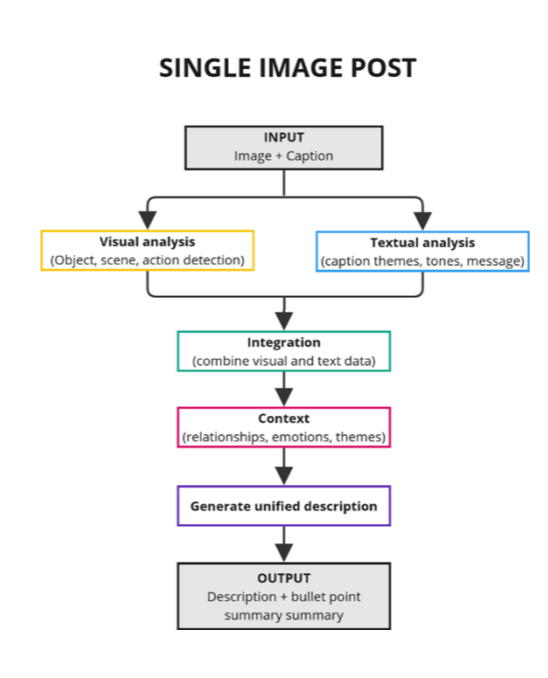 SINGLE IMAGE POST
INPUT
Image + Caption
Visual analysis
(Object, scene, action detection)
Textual analysis
(caption themes, tones, message)
Integration
(combine visual and text data)
Context
(relationships, emotions, themes)
Generate unified description
OUTPUT
Description + bullet point
summary summary